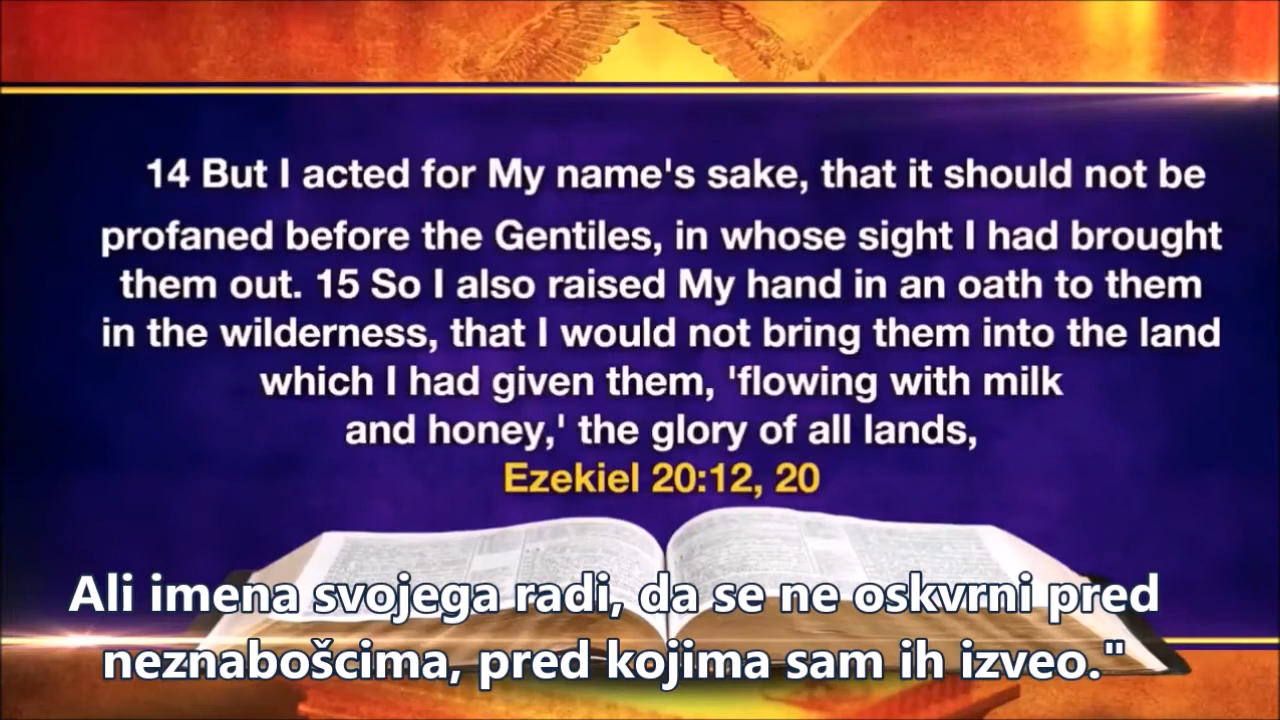 14 But I acted for My name's sake, that it should not be
profaned before the Gentiles, in whose sight I had brought
them out. 15 So I also raised My hand in an oath to them
in the wilderness, that I would not bring them into the land
which I had given them, 'flowing with milk
and honey,' the glory of all lands,
Ezekiel 20:12, 20
Ali imena svojega radi, da se ne oskvrni pred
neznabošcima, pred kojima sam ih izveo."